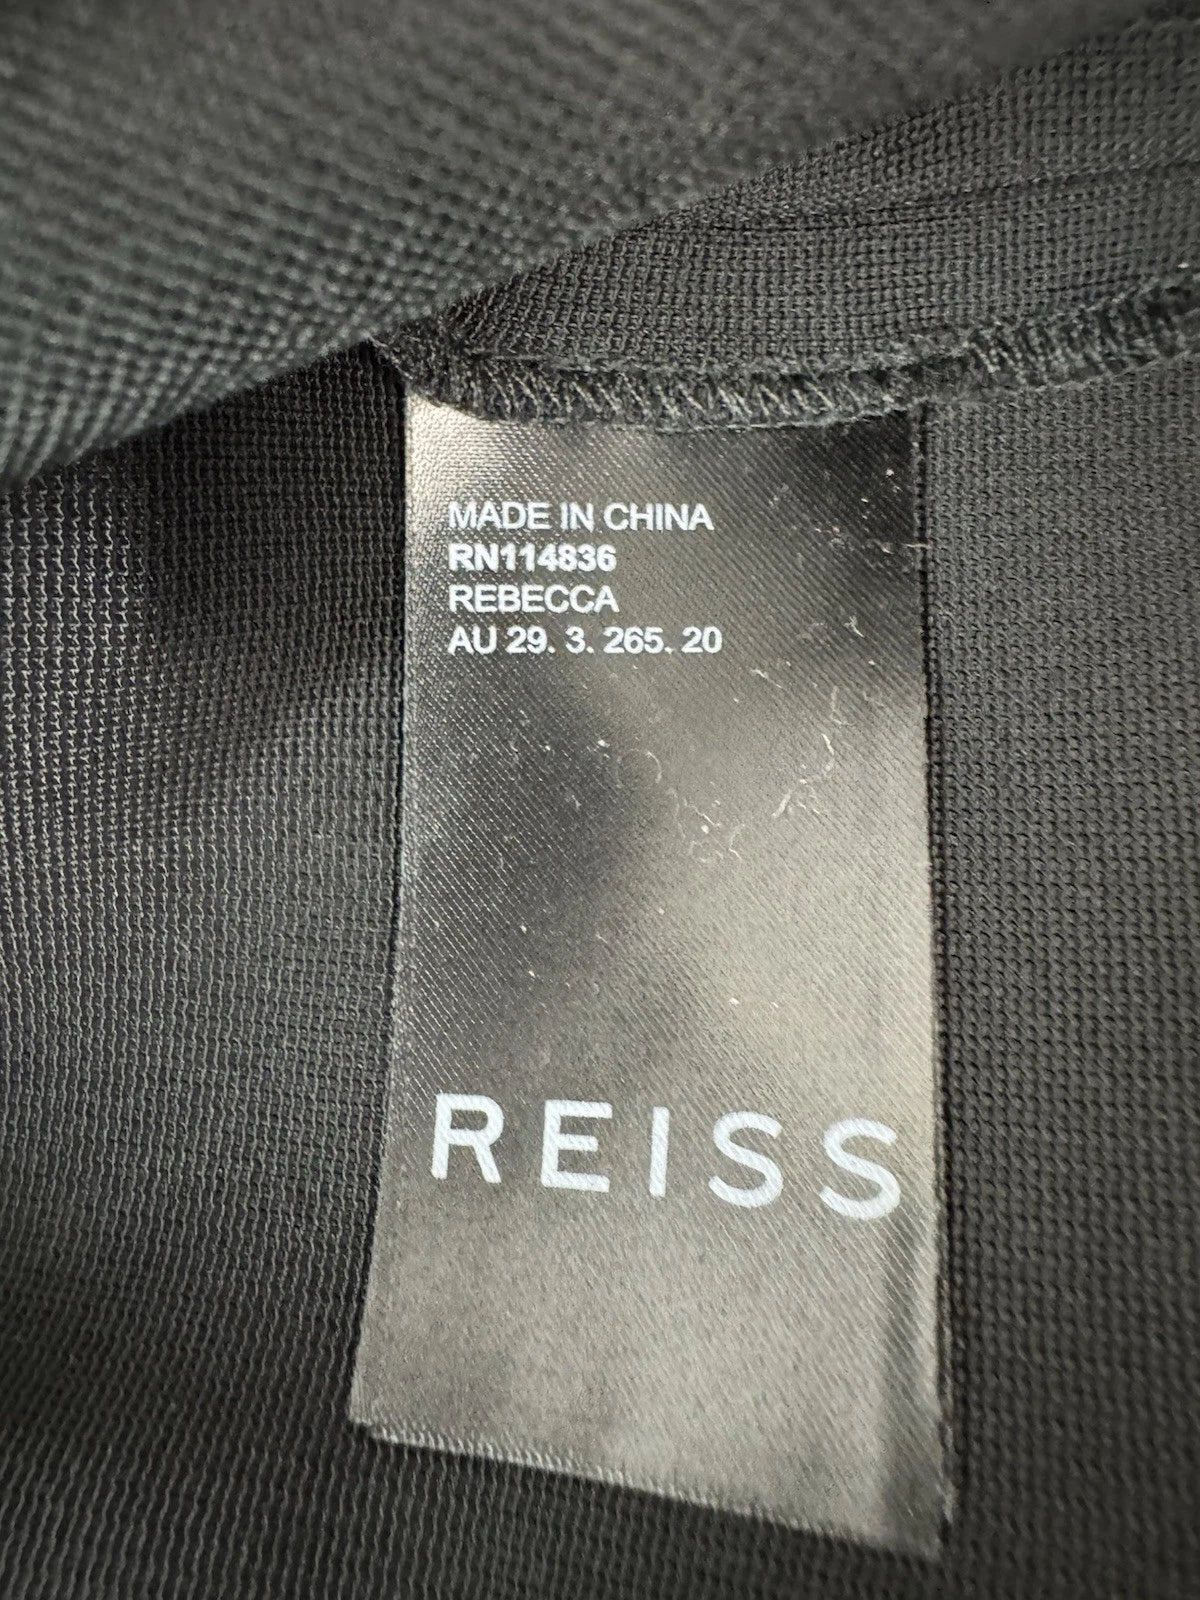 MADE IN CHINA
RN114836
REBECCA
AU 29. 3. 265. 20
REISS